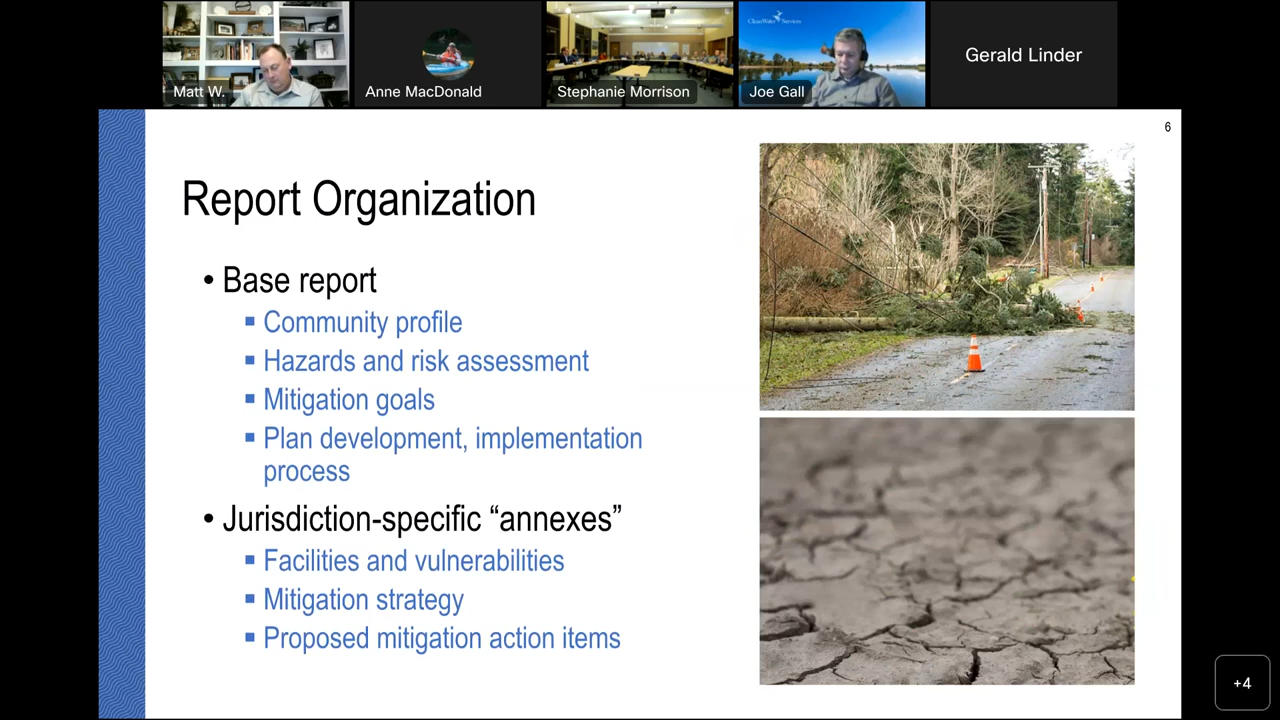 CleanWater Services
Matt W.
Anne MacDonald
Stephanie Morrison
Joe Gall
Gerald Linder
6
Report Organization
• Base report
▪ Community profile
▪ Hazards and risk assessment
▪ Mitigation goals
▪ Plan development, implementation
process
• Jurisdiction-specific “annexes”
▪ Facilities and vulnerabilities
▪ Mitigation strategy
▪ Proposed mitigation action items
+4